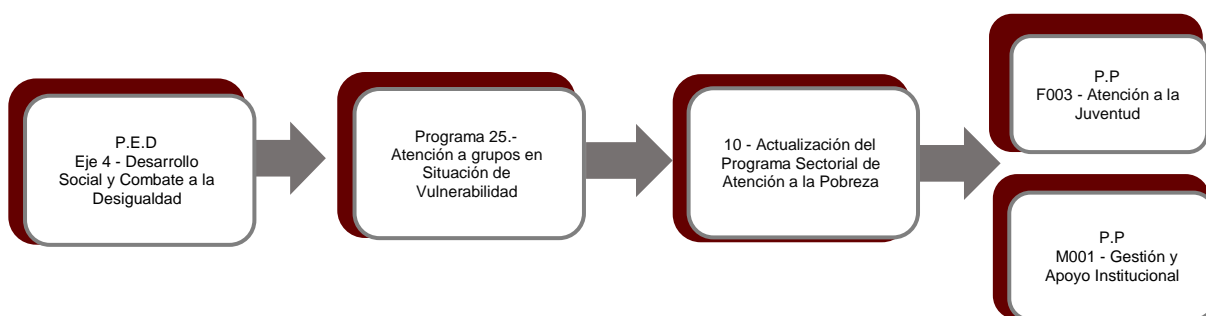 P.E.D
Eje 4 - Desarrollo
Social y Combate a la
Desigualdad
Programa 25.-
Atención a grupos en
Situación de
Vulnerabilidad
10 - Actualización del
Programa Sectorial de
Atención a la Pobreza
P.P
F003 - Atención a la
Juventud
P.P
M001 - Gestión y
Apoyo Institucional